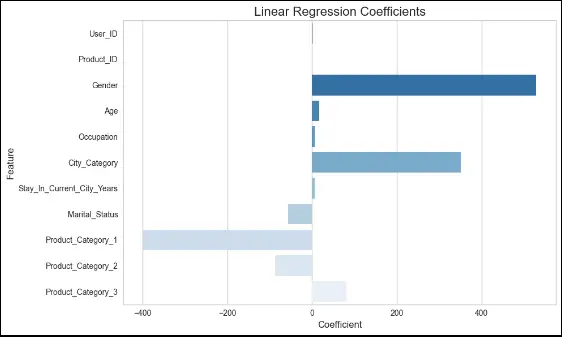 Linear Regression Coefficients
User_ID
Product_ID
Gender
Age
Occupation
City_Category
Stay_In_Current_City_Years
Marital_Status
Product_Category_1
Product_Category_2
Product_Category_3
Feature
−400 −200 0 200 400
Coefficient